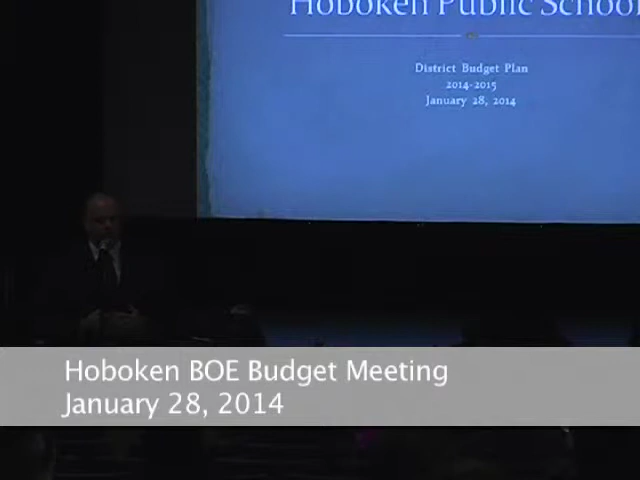 Hoboken Public School
District Budget Plan
2014-2015
January 28, 2014
Hoboken BOE Budget Meeting
January 28, 2014